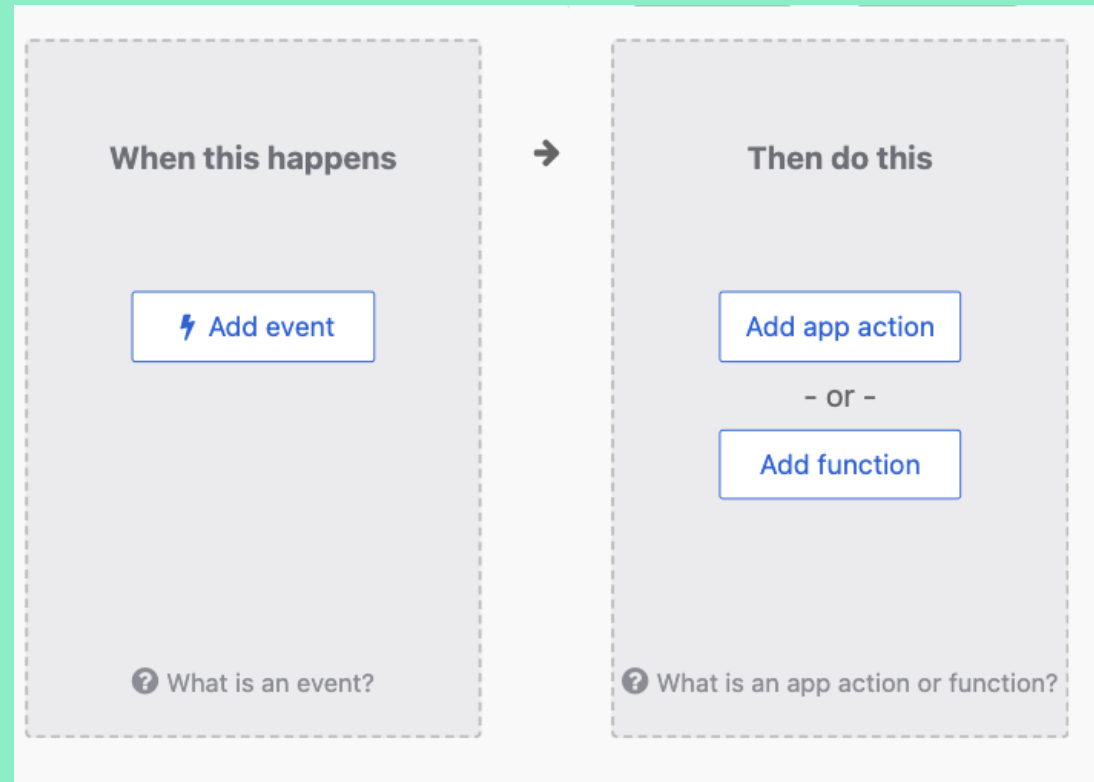 When this happens
Add event
What is an event?
Then do this
Add app action
- or -
Add function
What is an app action or function?